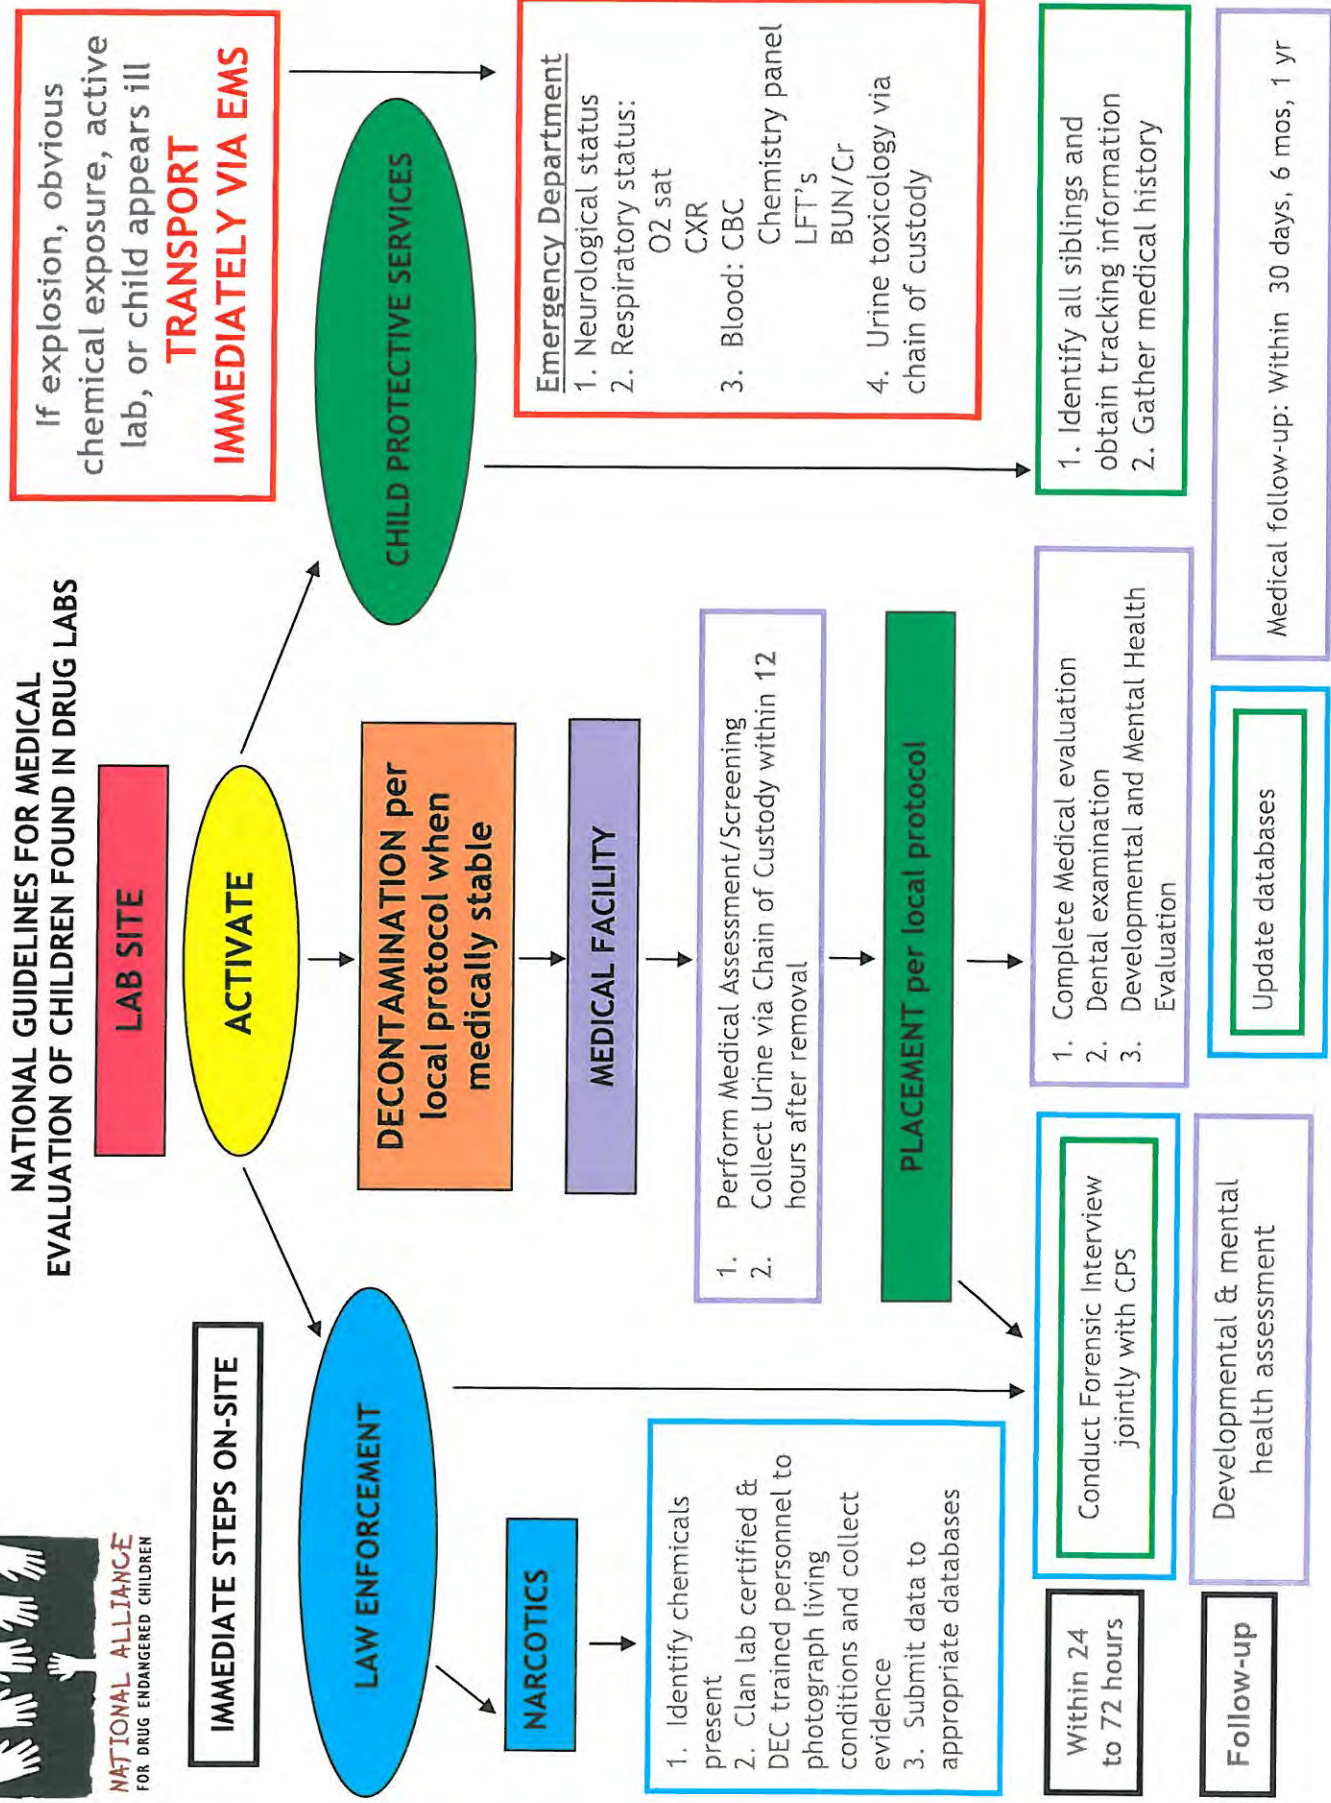 NATIONAL ALLIANCE
FOR DRUG ENDANGERED CHILDREN
NATIONAL GUIDELINES FOR MEDICAL
EVALUATION OF CHILDREN FOUND IN DRUG LABS
If explosion, obvious
chemical exposure, active
lab, or child appears ill
TRANSPORT
IMMEDIATELY VIA EMS
LAB SITE
IMMEDIATE STEPS ON-SITE
ACTIVATE
LAW ENFORCEMENT
CHILD PROTECTIVE SERVICES
DECONTAMINATION per
local protocol when
medically stable
NARCOTICS
MEDICAL FACILITY
Emergency Department
1. Neurological status
2. Respiratory status:
O2 sat
CXR
3. Blood: CBC
Chemistry panel
LFT's
BUN/Cr
4. Urine toxicology via
chain of custody
1. Identify chemicals
present
2. Clan lab certified &
DEC trained personnel to
photograph living
conditions and collect
evidence
3. Submit data to
appropriate databases
1. Perform Medical Assessment/Screening
2. Collect Urine via Chain of Custody within 12
hours after removal
PLACEMENT per local protocol
Within 24
to 72 hours
Conduct Forensic Interview
jointly with CPS
1. Complete Medical evaluation
2. Dental examination
3. Developmental and Mental Health
Evaluation
1. Identify all siblings and
obtain tracking information
2. Gather medical history
Follow-up
Developmental & mental
health assessment
Update databases
Medical follow-up: Within 30 days, 6 mos, 1 yr